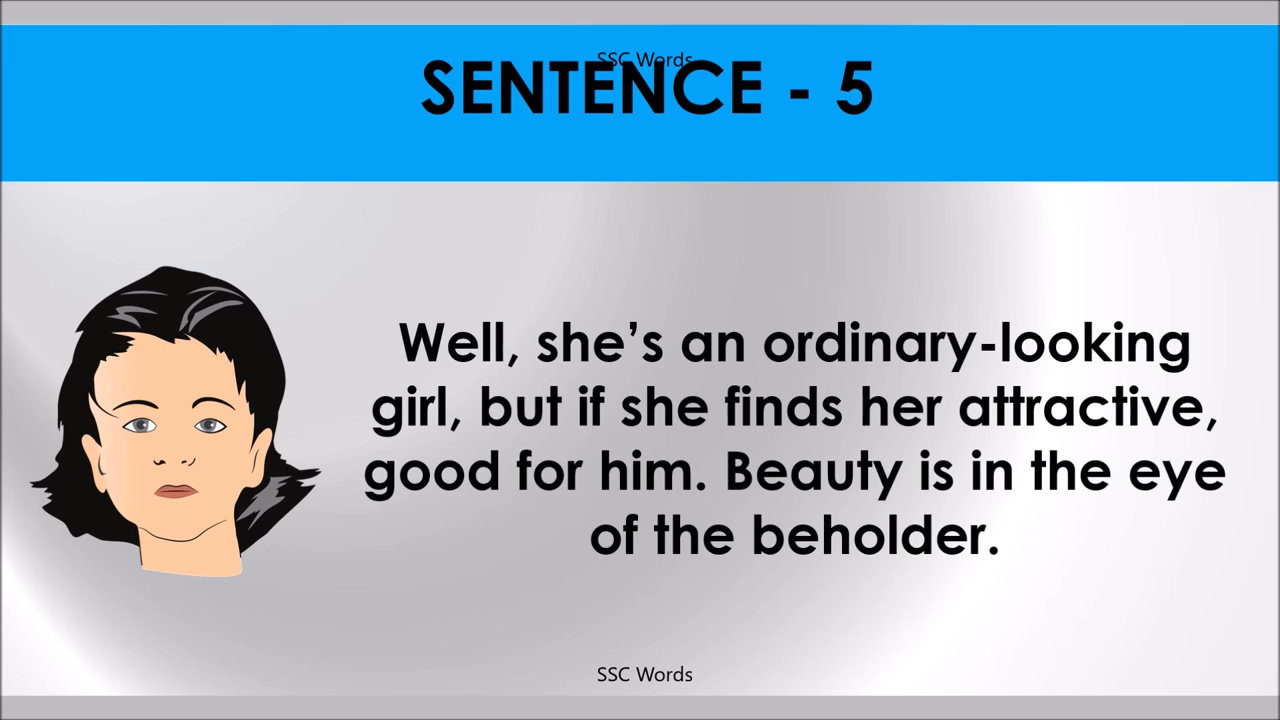 SSC Words
SENTENCE - 5
Well, she’s an ordinary-looking
girl, but if she finds her attractive,
good for him. Beauty is in the eye
of the beholder.
SSC Words